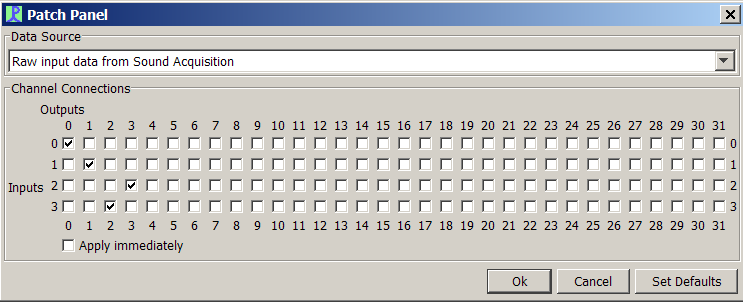 Patch Panel
Data Source
Raw input data from Sound Acquisition
Channel Connections
Outputs
0 1 2 3 4 5 6 7 8 9 10 11 12 13 14 15 16 17 18 19 20 21 22 23 24 25 26 27 28 29 30 31
0 0
1 1
Inputs 2 2
3 3
0 1 2 3 4 5 6 7 8 9 10 11 12 13 14 15 16 17 18 19 20 21 22 23 24 25 26 27 28 29 30 31
Apply immediately
Ok Cancel Set Defaults